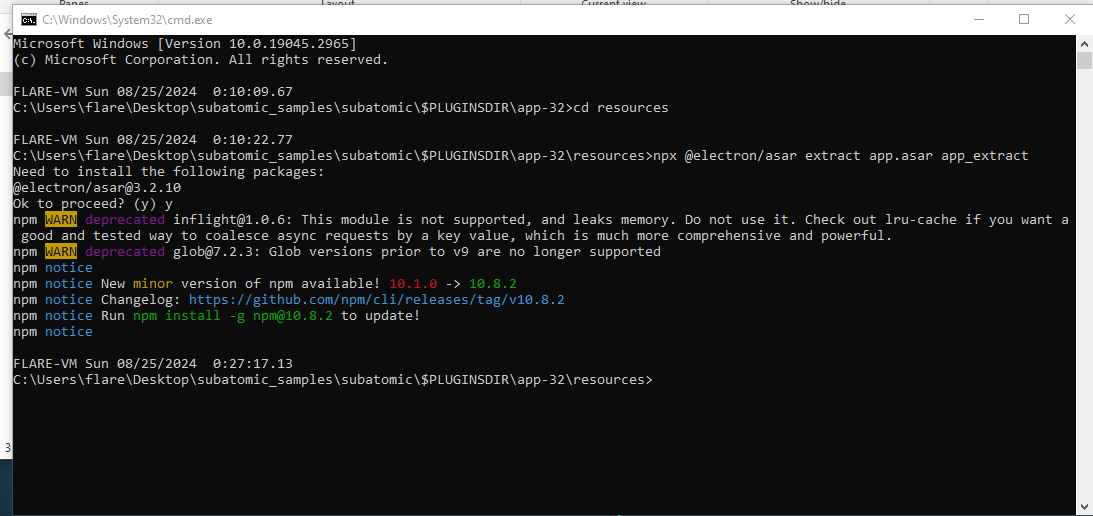 Panes Layout Current view Show/hide
C:\Windows\System32\cmd.exe
Microsoft Windows [Version 10.0.19045.2965]
(c) Microsoft Corporation. All rights reserved.
FLARE-VM Sun 08/25/2024  0:10:09.67
C:\Users\flare\Desktop\subatomic_samples\subatomic\$PLUGINSDIR\app-32>cd resources
FLARE-VM Sun 08/25/2024  0:10:22.77
C:\Users\flare\Desktop\subatomic_samples\subatomic\$PLUGINSDIR\app-32\resources>npx @electron/asar extract app.asar app_extract
Need to install the following packages:
@electron/asar@3.2.10
Ok to proceed? (y) y
npm WARN deprecated inflight@1.0.6: This module is not supported, and leaks memory. Do not use it. Check out lru-cache if you want a
good and tested way to coalesce async requests by a key value, which is much more comprehensive and powerful.
npm WARN deprecated glob@7.2.3: Glob versions prior to v9 are no longer supported
npm notice
npm notice New minor version of npm available! 10.1.0 -> 10.8.2
npm notice Changelog: https://github.com/npm/cli/releases/tag/v10.8.2
npm notice Run npm install -g npm@10.8.2 to update!
npm notice
FLARE-VM Sun 08/25/2024  0:27:17.13
C:\Users\flare\Desktop\subatomic_samples\subatomic\$PLUGINSDIR\app-32\resources>
3